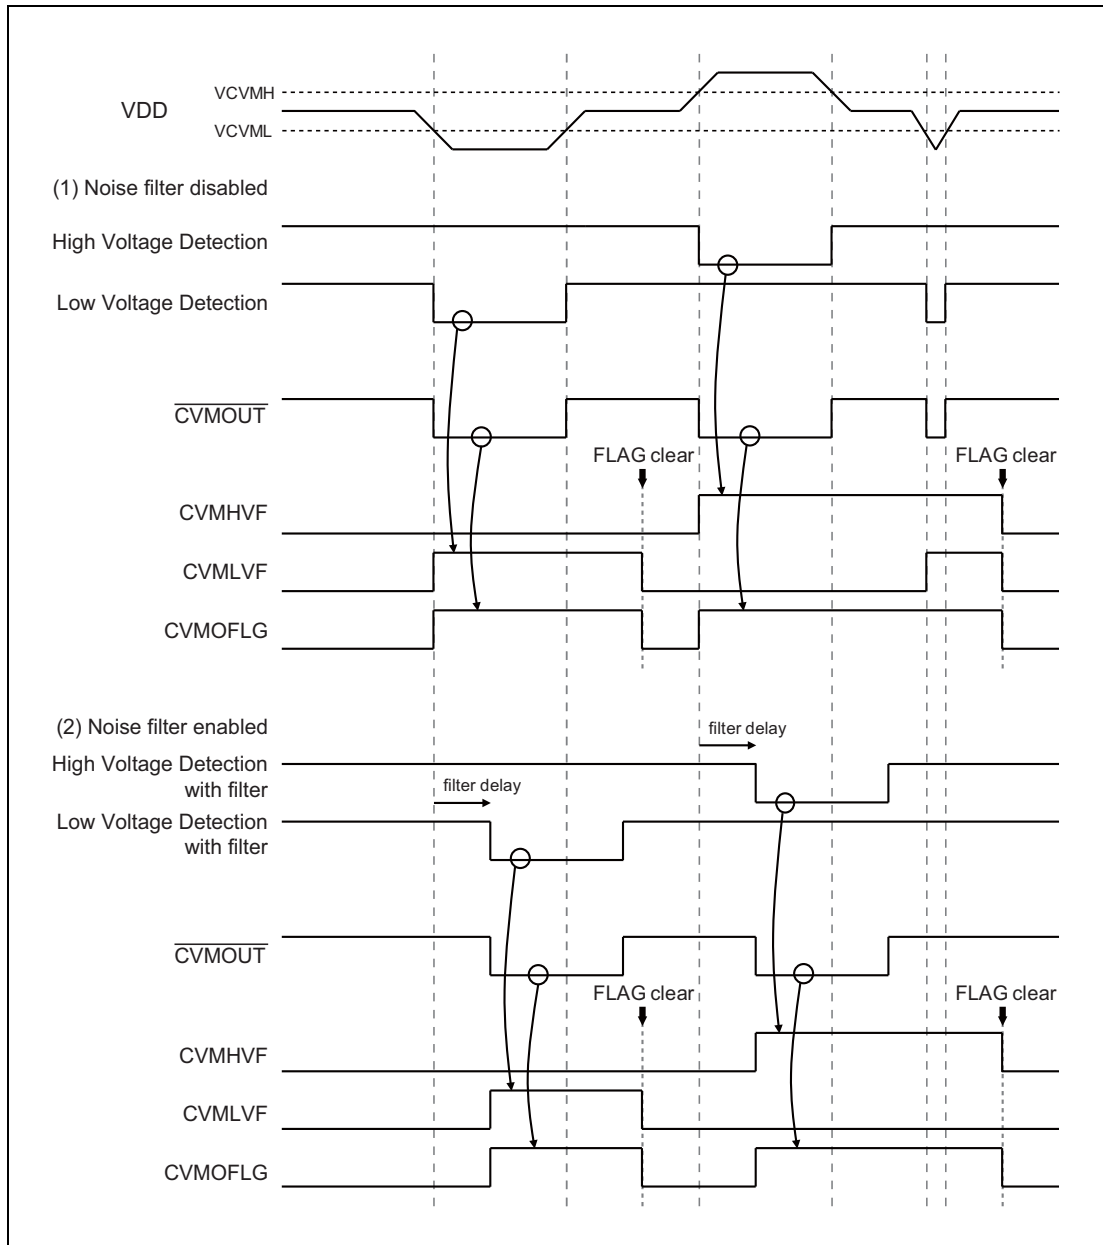 VCVMH
VDD
VCVML
(1) Noise filter disabled
High Voltage Detection
Low Voltage Detection
CVMOUT
FLAG clear
FLAG clear
CVMHVF
CVMLVF
CVMOFLG
(2) Noise filter enabled
filter delay
High Voltage Detection
with filter
filter delay
Low Voltage Detection
with filter
CVMOUT
FLAG clear
FLAG clear
CVMHVF
CVMLVF
CVMOFLG